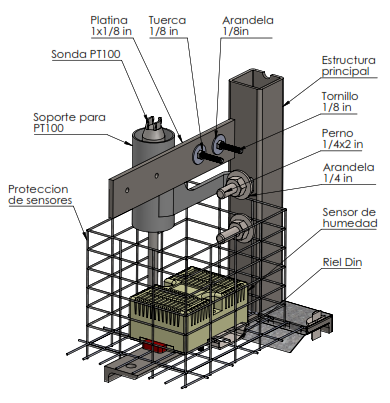 Platina
1x1/8 in
Tuerca
1/8 in
Arandela
1/8in
Sonda PT100
Estructura
principal
Tornillo
1/8 in
Soporte para
PT100
Perno
1/4x2 in
Arandela
1/4 in
Proteccion
de sensores
Sensor de
humedad
Riel Din